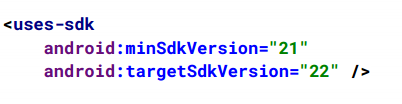 <uses-sdk
android:minSdkVersion="21"
android:targetSdkVersion="22" />